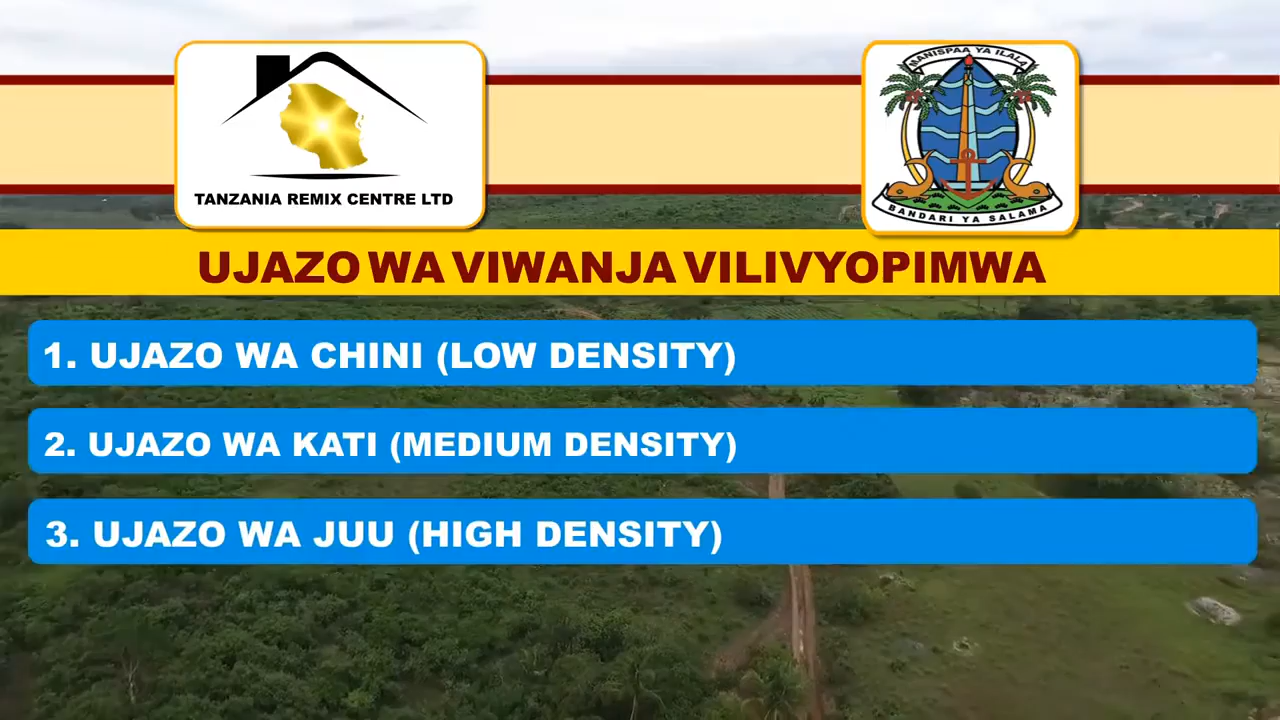 MANISPAA YA ILALA
TANZANIA REMIX CENTRE LTD
BANDARI YA SALAMA
UJAZO WA VIWANJA VILIVYOPIMWA
1. UJAZO WA CHINI (LOW DENSITY)
2. UJAZO WA KATI (MEDIUM DENSITY)
3. UJAZO WA JUU (HIGH DENSITY)